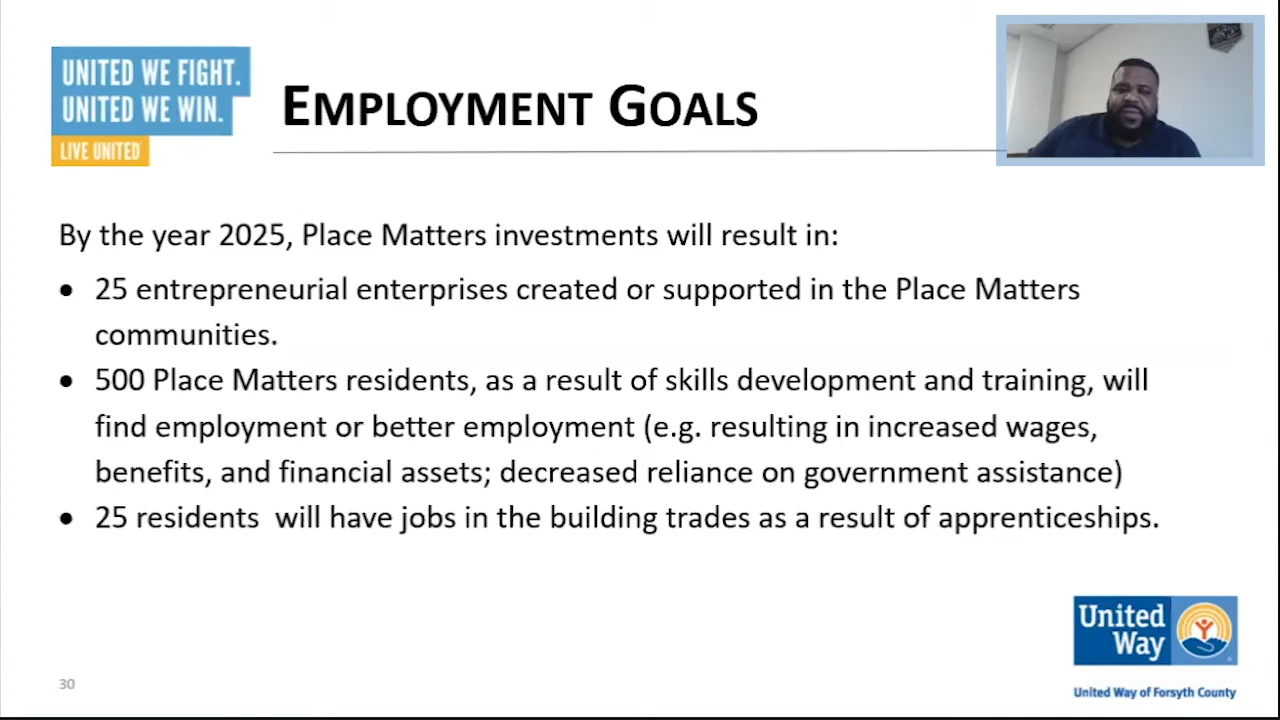 UNITED WE FIGHT.
UNITED WE WIN.
LIVE UNITED
EMPLOYMENT GOALS
By the year 2025, Place Matters investments will result in:
• 25 entrepreneurial enterprises created or supported in the Place Matters
communities.
• 500 Place Matters residents, as a result of skills development and training, will
find employment or better employment (e.g. resulting in increased wages,
benefits, and financial assets; decreased reliance on government assistance)
• 25 residents  will have jobs in the building trades as a result of apprenticeships.
United
Way
United Way of Forsyth County
30